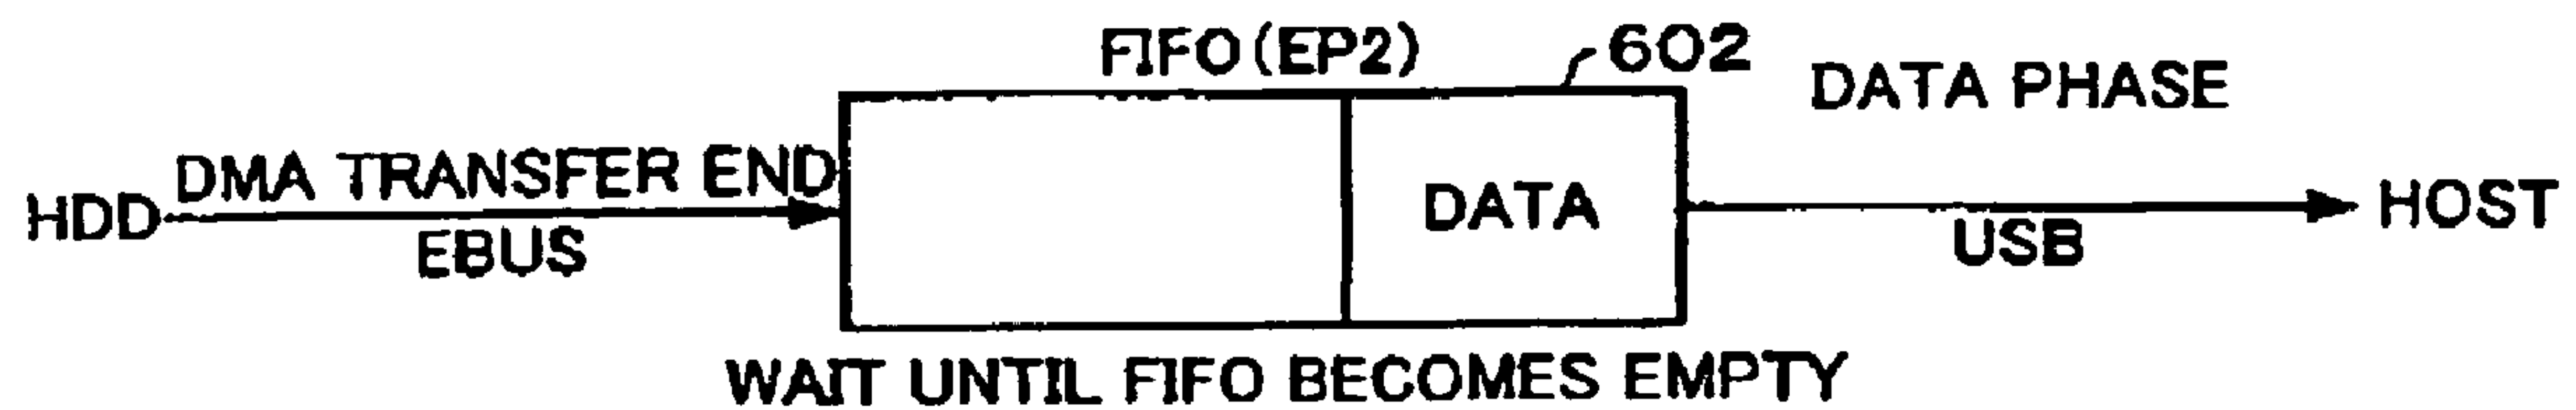 FIFO(EP2)
602
DATA PHASE
DMA TRANSFER END
HDD
DATA
HOST
EBUS
USB
WAIT UNTIL FIFO BECOMES EMPTY